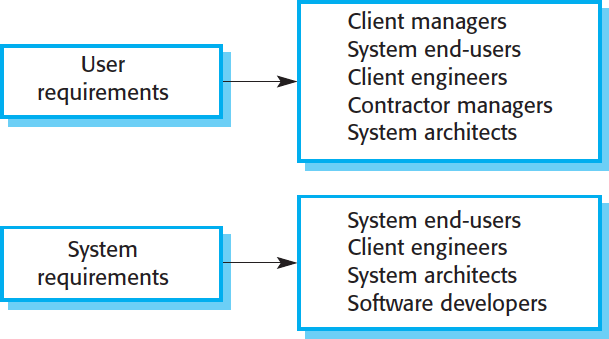 User
requirements
Client managers
System end-users
Client engineers
Contractor managers
System architects
System
requirements
System end-users
Client engineers
System architects
Software developers